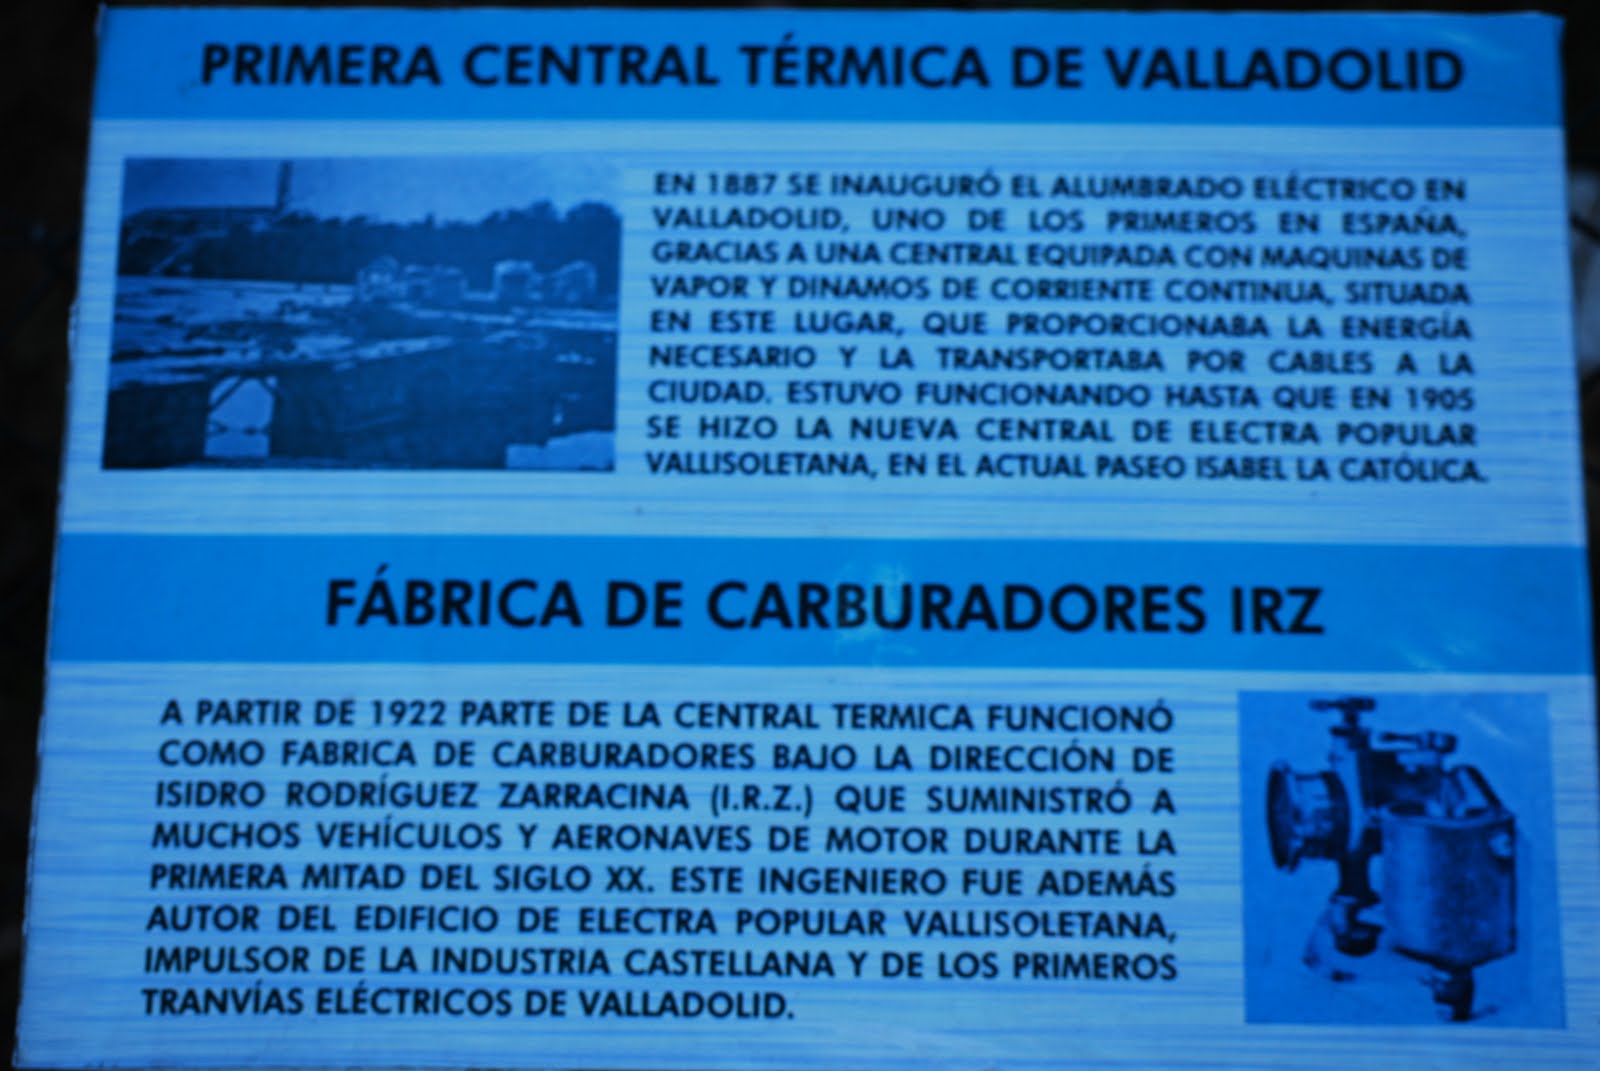 PRIMERA CENTRAL TÉRMICA DE VALLADOLID
EN 1887 SE INAUGURÓ EL ALUMBRADO ELÉCTRICO EN
VALLADOLID, UNO DE LOS PRIMEROS EN ESPAÑA,
GRACIAS A UNA CENTRAL EQUIPADA CON MAQUINAS DE
VAPOR Y DINAMOS DE CORRIENTE CONTINUA, SITUADA
EN ESTE LUGAR, QUE PROPORCIONABA LA ENERGÍA
NECESARIO Y LA TRANSPORTABA POR CABLES A LA
CIUDAD. ESTUVO FUNCIONANDO HASTA QUE EN 1905
SE HIZO LA NUEVA CENTRAL DE ELECTRA POPULAR
VALLISOLETANA, EN EL ACTUAL PASEO ISABEL LA CATÓLICA.
FÁBRICA DE CARBURADORES IRZ
A PARTIR DE 1922 PARTE DE LA CENTRAL TERMICA FUNCIONÓ
COMO FABRICA DE CARBURADORES BAJO LA DIRECCIÓN DE
ISIDRO RODRÍGUEZ ZARRACINA (I.R.Z.) QUE SUMINISTRÓ A
MUCHOS VEHÍCULOS Y AERONAVES DE MOTOR DURANTE LA
PRIMERA MITAD DEL SIGLO XX. ESTE INGENIERO FUE ADEMÁS
AUTOR DEL EDIFICIO DE ELECTRA POPULAR VALLISOLETANA,
IMPULSOR DE LA INDUSTRIA CASTELLANA Y DE LOS PRIMEROS
TRANVÍAS ELÉCTRICOS DE VALLADOLID.